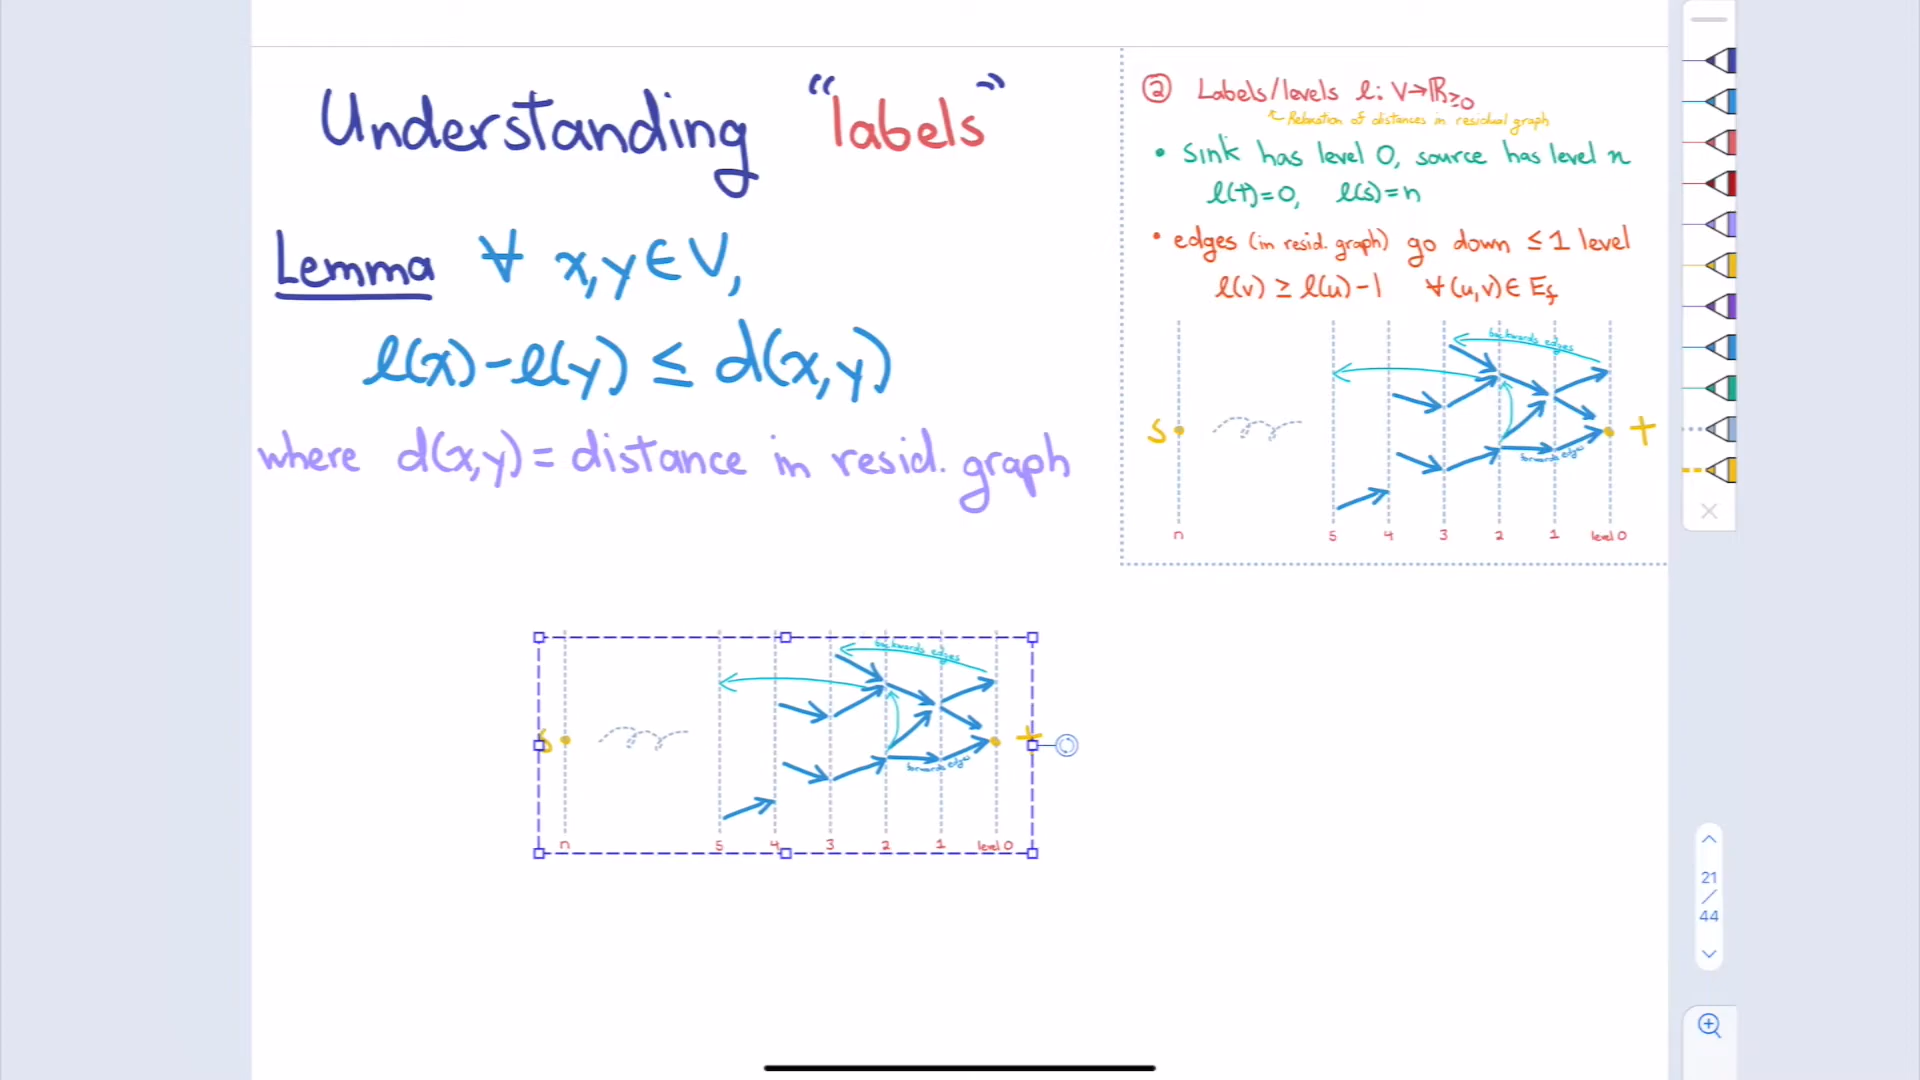 Understanding "labels"
Lemma ∀ x,y ∈ V,
l(x)-l(y) ≤ d(x,y)
where d(x,y) = distance in resid. graph
② Labels/levels l: V→ℝ≥0
of distances in residual graph
• sink has level 0, source has level n
l(t)=0, l(s)=n
• edges (in resid. graph) go down ≤ 1 level
l(v) ≥ l(u)-1 ∀(u,v) ∈ E_f
backwards edges
s t
forwards edges
n 5 4 3 2 1 level 0
backwards edges
s t
forwards edges
n 5 4 3 2 1 level 0
21
/
44